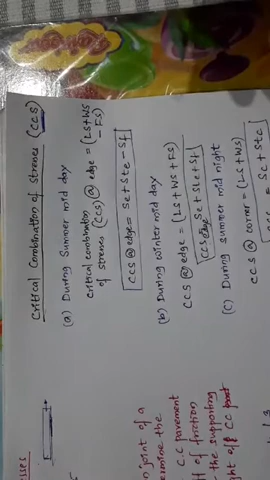 Critical Combination of stresses (CCS)
(a) During Summer mid day
critical combination
of stresses (CCS) @ edge = (LS+WS
- FS)
CCS @ edge = Se + Ste - Sf
(b) During winter mid day
CCS @ edge = (LS + WS + FS)
CCS @ edge = Se + Ste + Sf
(C) During summer mid night
CCS @ corner = (LS + WS)
= Sc + Stc
joint of a
C.C pavement
of friction
the supporting
of CC